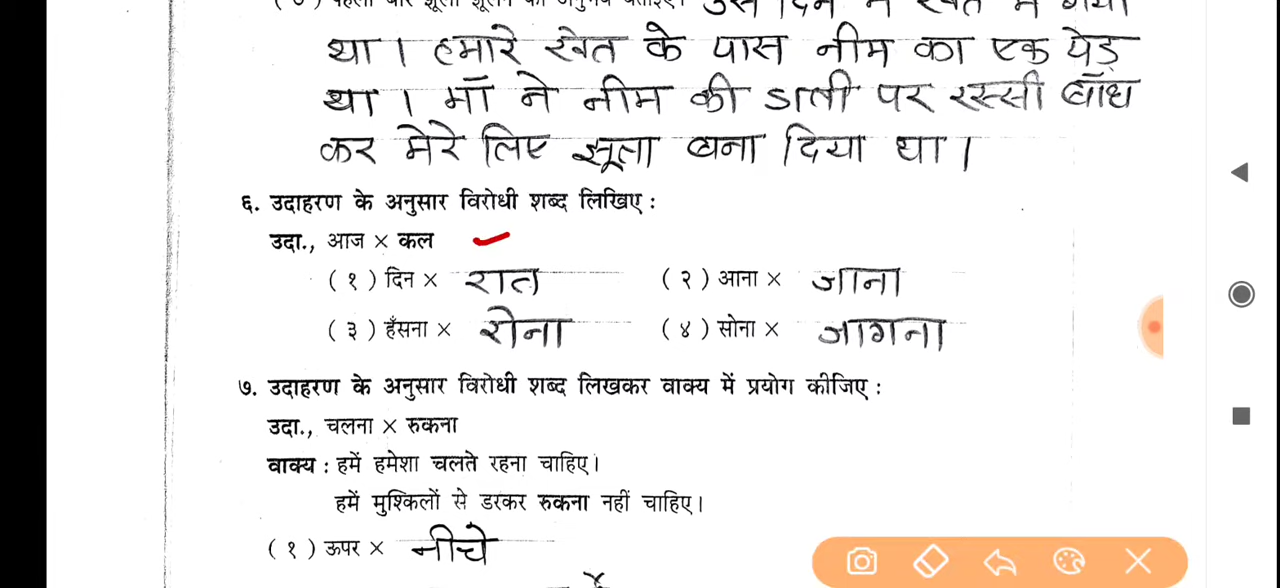 था। हमारे खेत के पास नीम का एक पेड़
था। माँ ने नीम की डाली पर रस्सी बाँध
कर मेरे लिए झूला बना दिया था।
६. उदाहरण के अनुसार विरोधी शब्द लिखिए :
उदा., आज × कल
(१) दिन × रात (२) आना × जाना
(३) हँसना × रोना (४) सोना × जागना
७. उदाहरण के अनुसार विरोधी शब्द लिखकर वाक्य में प्रयोग कीजिए :
उदा., चलना × रुकना
वाक्य : हमें हमेशा चलते रहना चाहिए।
हमें मुश्किलों से डरकर रुकना नहीं चाहिए।
(१) ऊपर × नीचे